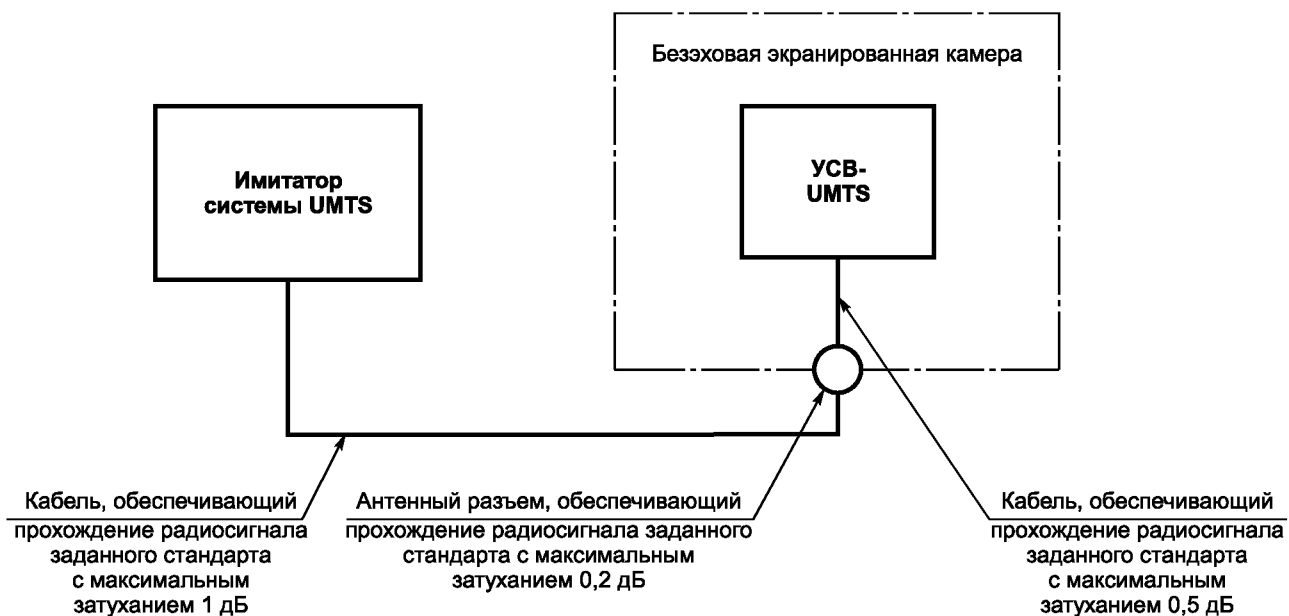 Безэховая экранированная камера
Имитатор
системы UMTS
УСВ-
UMTS
Кабель, обеспечивающий
прохождение радиосигнала
заданного стандарта
с максимальным
затуханием 1 дБ
Антенный разъем, обеспечивающий
прохождение радиосигнала заданного
стандарта с максимальным
затуханием 0,2 дБ
Кабель, обеспечивающий
прохождение радиосигнала
заданного стандарта
с максимальным
затуханием 0,5 дБ